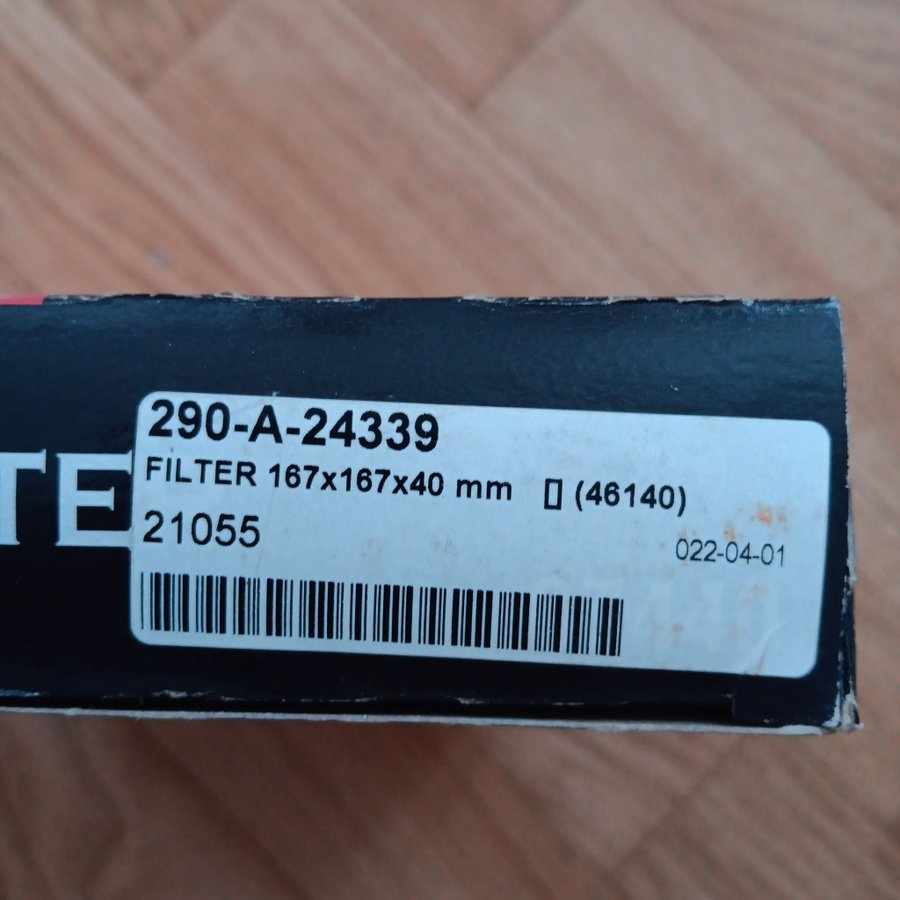 290-A-24339
FILTER 167x167x40 mm ▯ (46140)
21055
022-04-01
TE